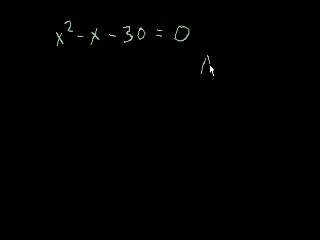 x² - x - 30 = 0